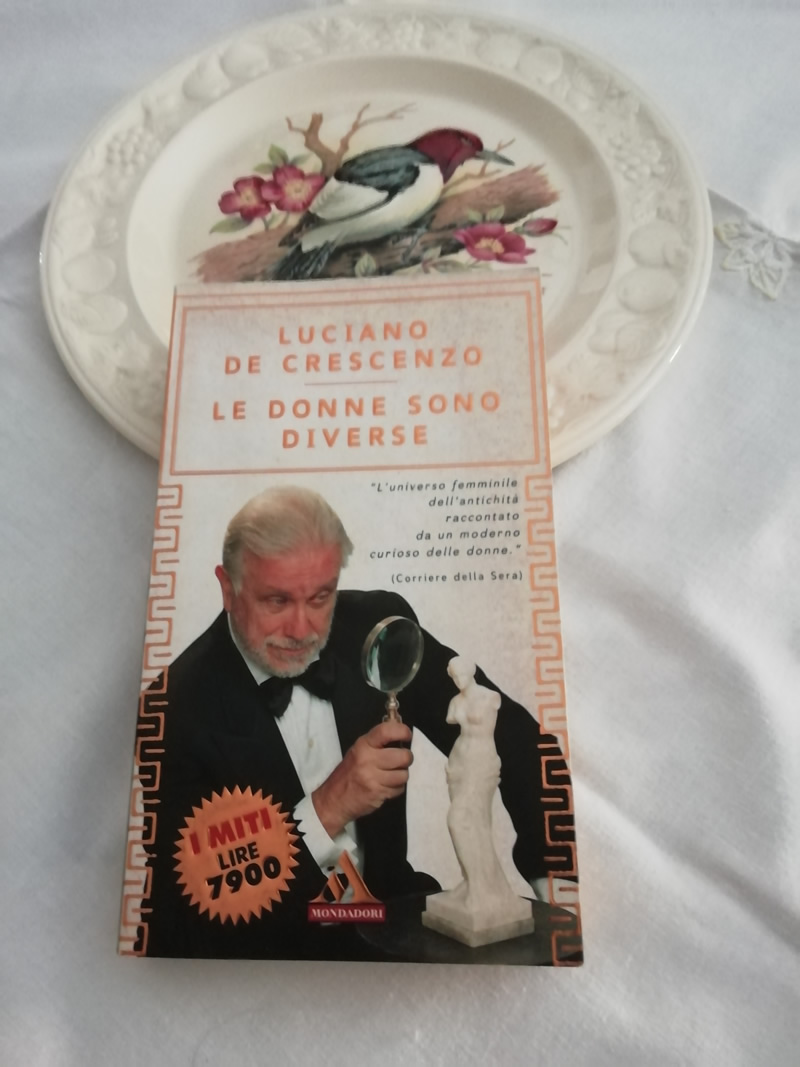 LUCIANO
DE CRESCENZO
LE DONNE SONO
DIVERSE
"L'universo femminile
dell'antichità
raccontato
da un moderno
curioso delle donne."
(Corriere della Sera)
I MITI
LIRE
7900
MONDADORI